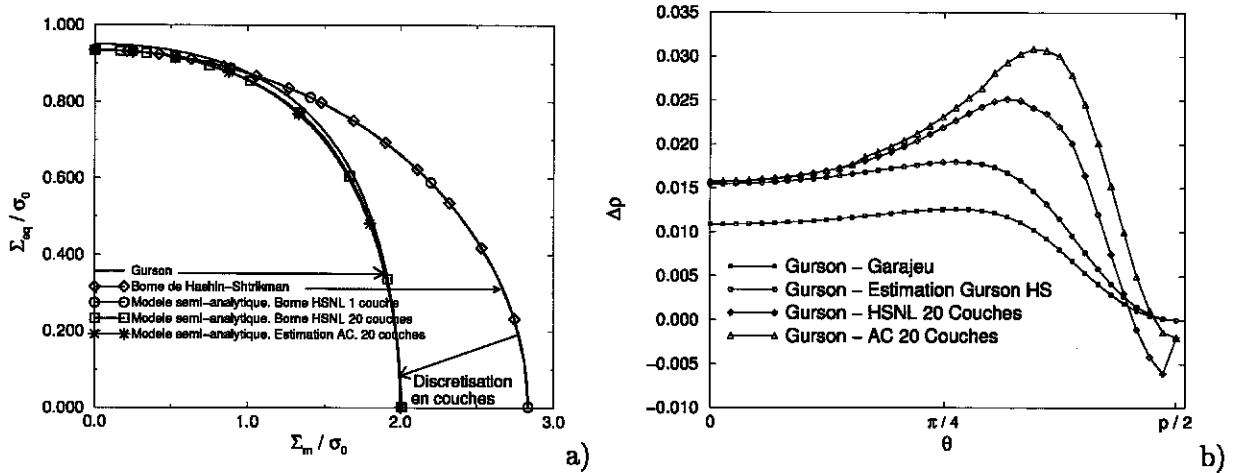 1.000
0.800
0.600
0.400
0.200
0.000
Σeq / σ0
Gurson
Borne de Hashin-Shtrikman
Modele semi-analytique. Borne HSNL 1 couche
Modele semi-analytique. Borne HSNL 20 couches
Modele semi-analytique. Estimation AC. 20 couches
Discretisation
en couches
0.0 1.0 2.0 3.0
Σm / σ0
a)
0.035
0.030
0.025
0.020
0.015
0.010
0.005
0.000
−0.005
−0.010
Δρ
Gurson − Garajeu
Gurson − Estimation Gurson HS
Gurson − HSNL 20 Couches
Gurson − AC 20 Couches
0 π / 4 p / 2
θ
b)